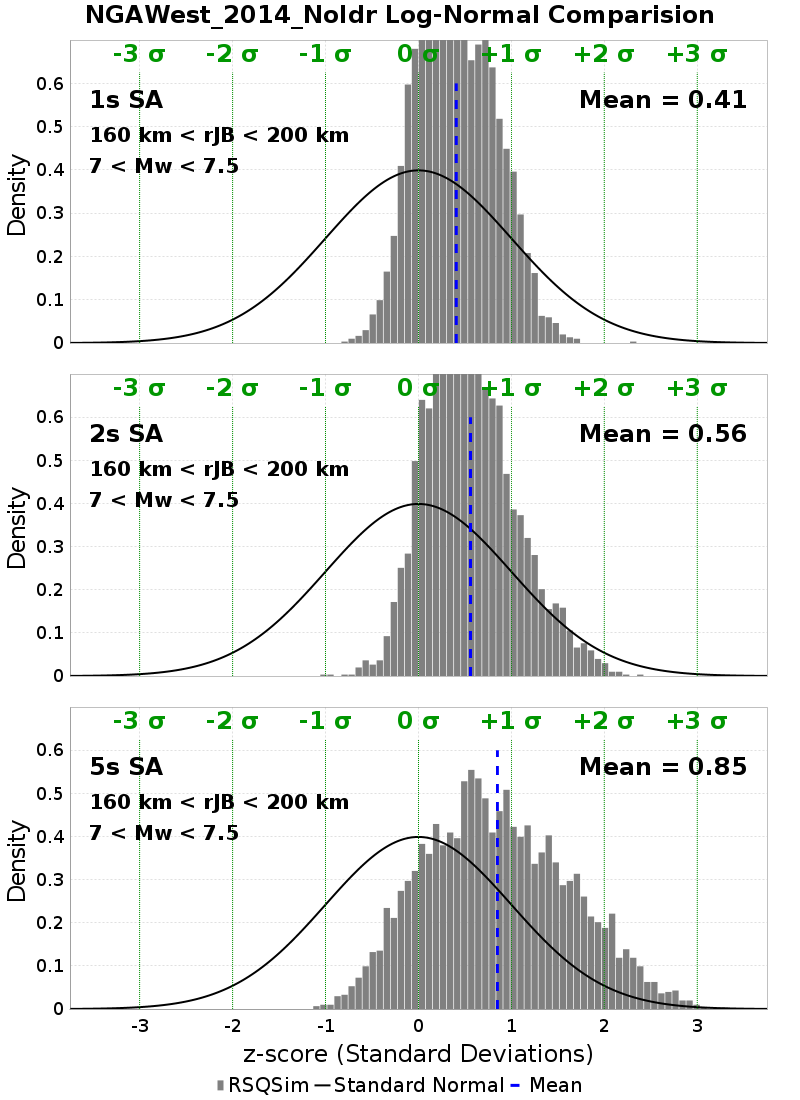 NGAWest_2014_NoIdr Log-Normal Comparision
-3 σ -2 σ -1 σ 0 σ +1 σ +2 σ +3 σ
0.6
1s SA Mean = 0.41
0.5
160 km < rJB < 200 km
7 < Mw < 7.5
0.4
Density
0.3
0.2
0.1
0
-3 σ -2 σ -1 σ 0 σ +1 σ +2 σ +3 σ
0.6
2s SA Mean = 0.56
0.5
160 km < rJB < 200 km
7 < Mw < 7.5
0.4
Density
0.3
0.2
0.1
0
-3 σ -2 σ -1 σ 0 σ +1 σ +2 σ +3 σ
0.6
5s SA Mean = 0.85
0.5
160 km < rJB < 200 km
7 < Mw < 7.5
0.4
Density
0.3
0.2
0.1
0
-3 -2 -1 0 1 2 3
z-score (Standard Deviations)
RSQSim Standard Normal Mean